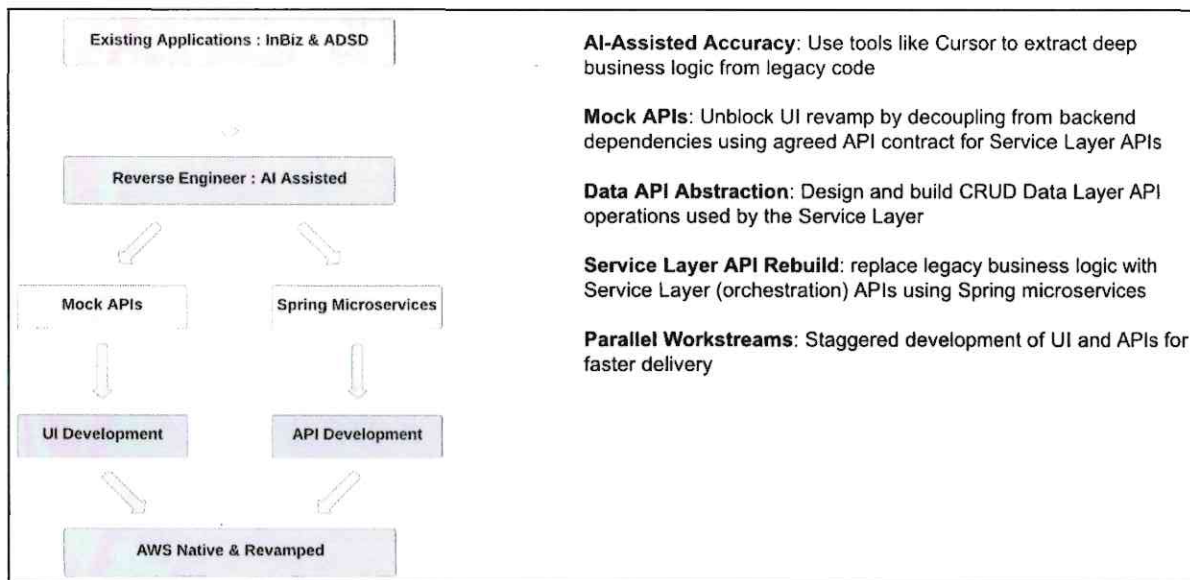 Existing Applications : InBiz & ADSD
Reverse Engineer : AI Assisted
Mock APIs
Spring Microservices
UI Development
API Development
AWS Native & Revamped
AI-Assisted Accuracy: Use tools like Cursor to extract deep
business logic from legacy code
Mock APIs: Unblock UI revamp by decoupling from backend
dependencies using agreed API contract for Service Layer APIs
Data API Abstraction: Design and build CRUD Data Layer API
operations used by the Service Layer
Service Layer API Rebuild: replace legacy business logic with
Service Layer (orchestration) APIs using Spring microservices
Parallel Workstreams: Staggered development of UI and APIs for
faster delivery